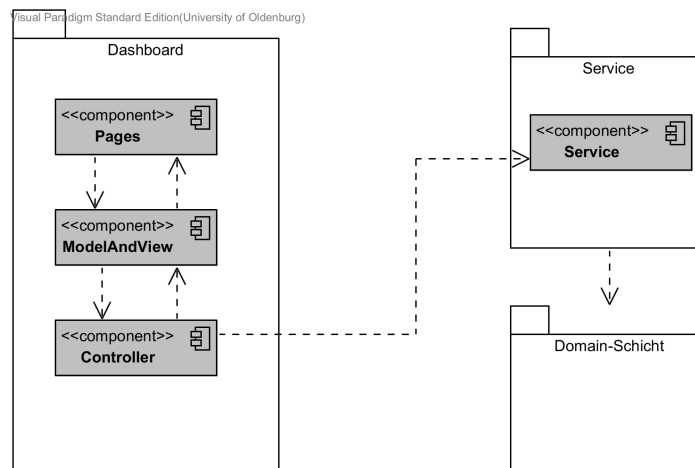 Visual Paradigm Standard Edition(University of Oldenburg)
Dashboard
<<component>>
Pages
<<component>>
ModelAndView
<<component>>
Controller
Service
<<component>>
Service
Domain-Schicht